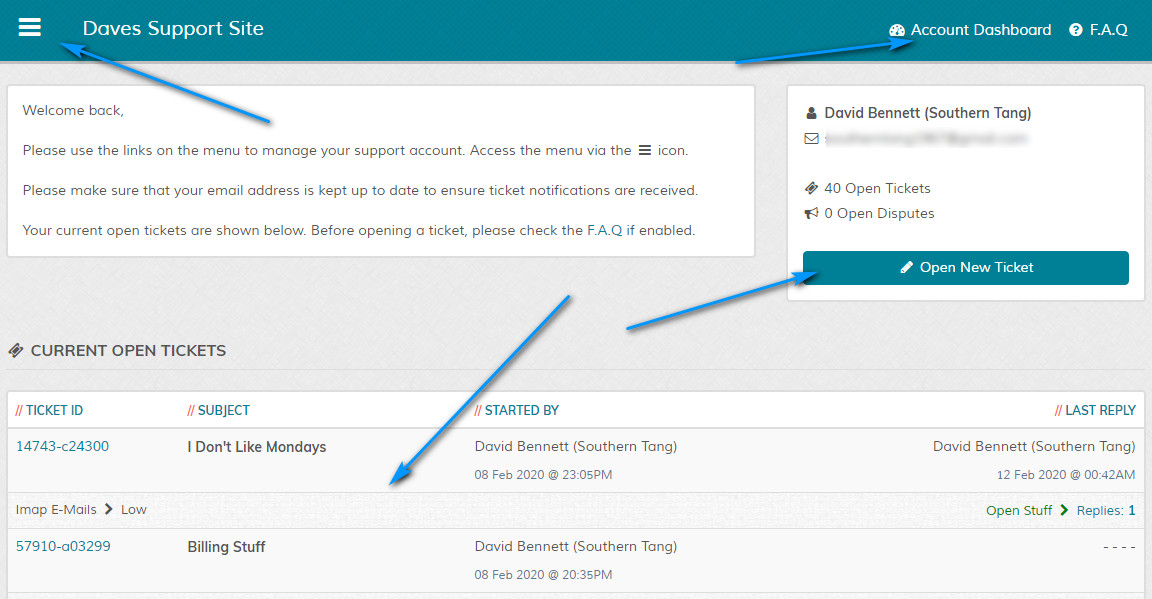 Daves Support Site
Account Dashboard
F.A.Q
Welcome back,
Please use the links on the menu to manage your support account. Access the menu via the icon.
Please make sure that your email address is kept up to date to ensure ticket notifications are received.
Your current open tickets are shown below. Before opening a ticket, please check the F.A.Q if enabled.
David Bennett (Southern Tang)
40 Open Tickets
0 Open Disputes
Open New Ticket
CURRENT OPEN TICKETS
// TICKET ID // SUBJECT // STARTED BY // LAST REPLY
14743-c24300 I Don't Like Mondays David Bennett (Southern Tang) David Bennett (Southern Tang)
08 Feb 2020 @ 23:05PM 12 Feb 2020 @ 00:42AM
Imap E-Mails > Low Open Stuff > Replies: 1
57910-a03299 Billing Stuff David Bennett (Southern Tang) - - - -
08 Feb 2020 @ 20:35PM